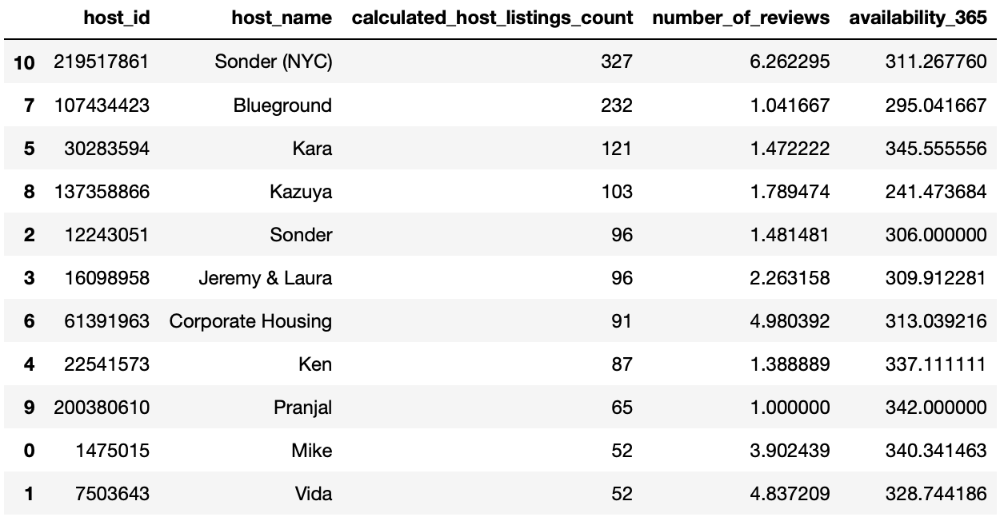 host_id host_name calculated_host_listings_count number_of_reviews availability_365
10 219517861 Sonder (NYC) 327 6.262295 311.267760
7 107434423 Blueground 232 1.041667 295.041667
5 30283594 Kara 121 1.472222 345.555556
8 137358866 Kazuya 103 1.789474 241.473684
2 12243051 Sonder 96 1.481481 306.000000
3 16098958 Jeremy & Laura 96 2.263158 309.912281
6 61391963 Corporate Housing 91 4.980392 313.039216
4 22541573 Ken 87 1.388889 337.111111
9 200380610 Pranjal 65 1.000000 342.000000
0 1475015 Mike 52 3.902439 340.341463
1 7503643 Vida 52 4.837209 328.744186